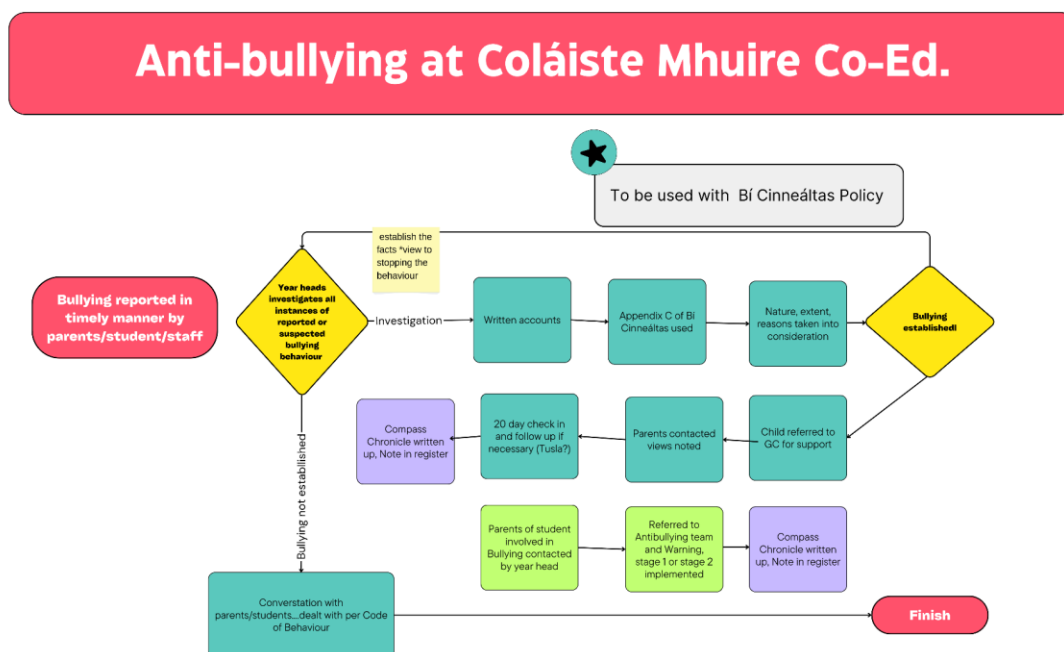 Anti-bullying at Coláiste Mhuire Co-Ed.
To be used with Bí Cinneáltas Policy
establish the
facts *view to
stopping the
behaviour
Bullying reported in
timely manner by
parents/student/staff
Year heads
investigates all
instances of
reported or
suspected
bullying
behaviour
Investigation
Written accounts
Appendix C of Bí
Cinneáltas used
Nature, extent,
reasons taken into
consideration
Bullying
established!
Compass
Chronicle written
up, Note in register
20 day check in
and follow up if
necessary (Tusla?)
Parents contacted
views noted
Child referred to
GC for support
Bullying not estabilished
Parents of student
involved in
Bullying contacted
by year head
Referred to
Antibullying team
and Warning,
stage 1 or stage 2
implemented
Compass
Chronicle written
up, Note in register
Converstation with
parents/students...dealt with per Code
of Behaviour
Finish